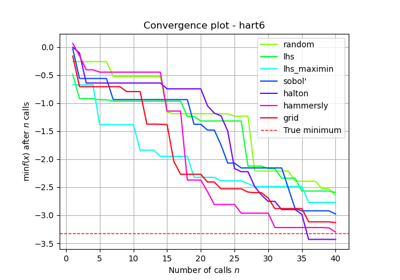 Convergence plot - hart6
min f(x) after n calls
0.0
−0.5
−1.0
−1.5
−2.0
−2.5
−3.0
−3.5
random
lhs
lhs_maximin
sobol'
halton
hammersly
grid
True minimum
0 5 10 15 20 25 30 35 40
Number of calls n